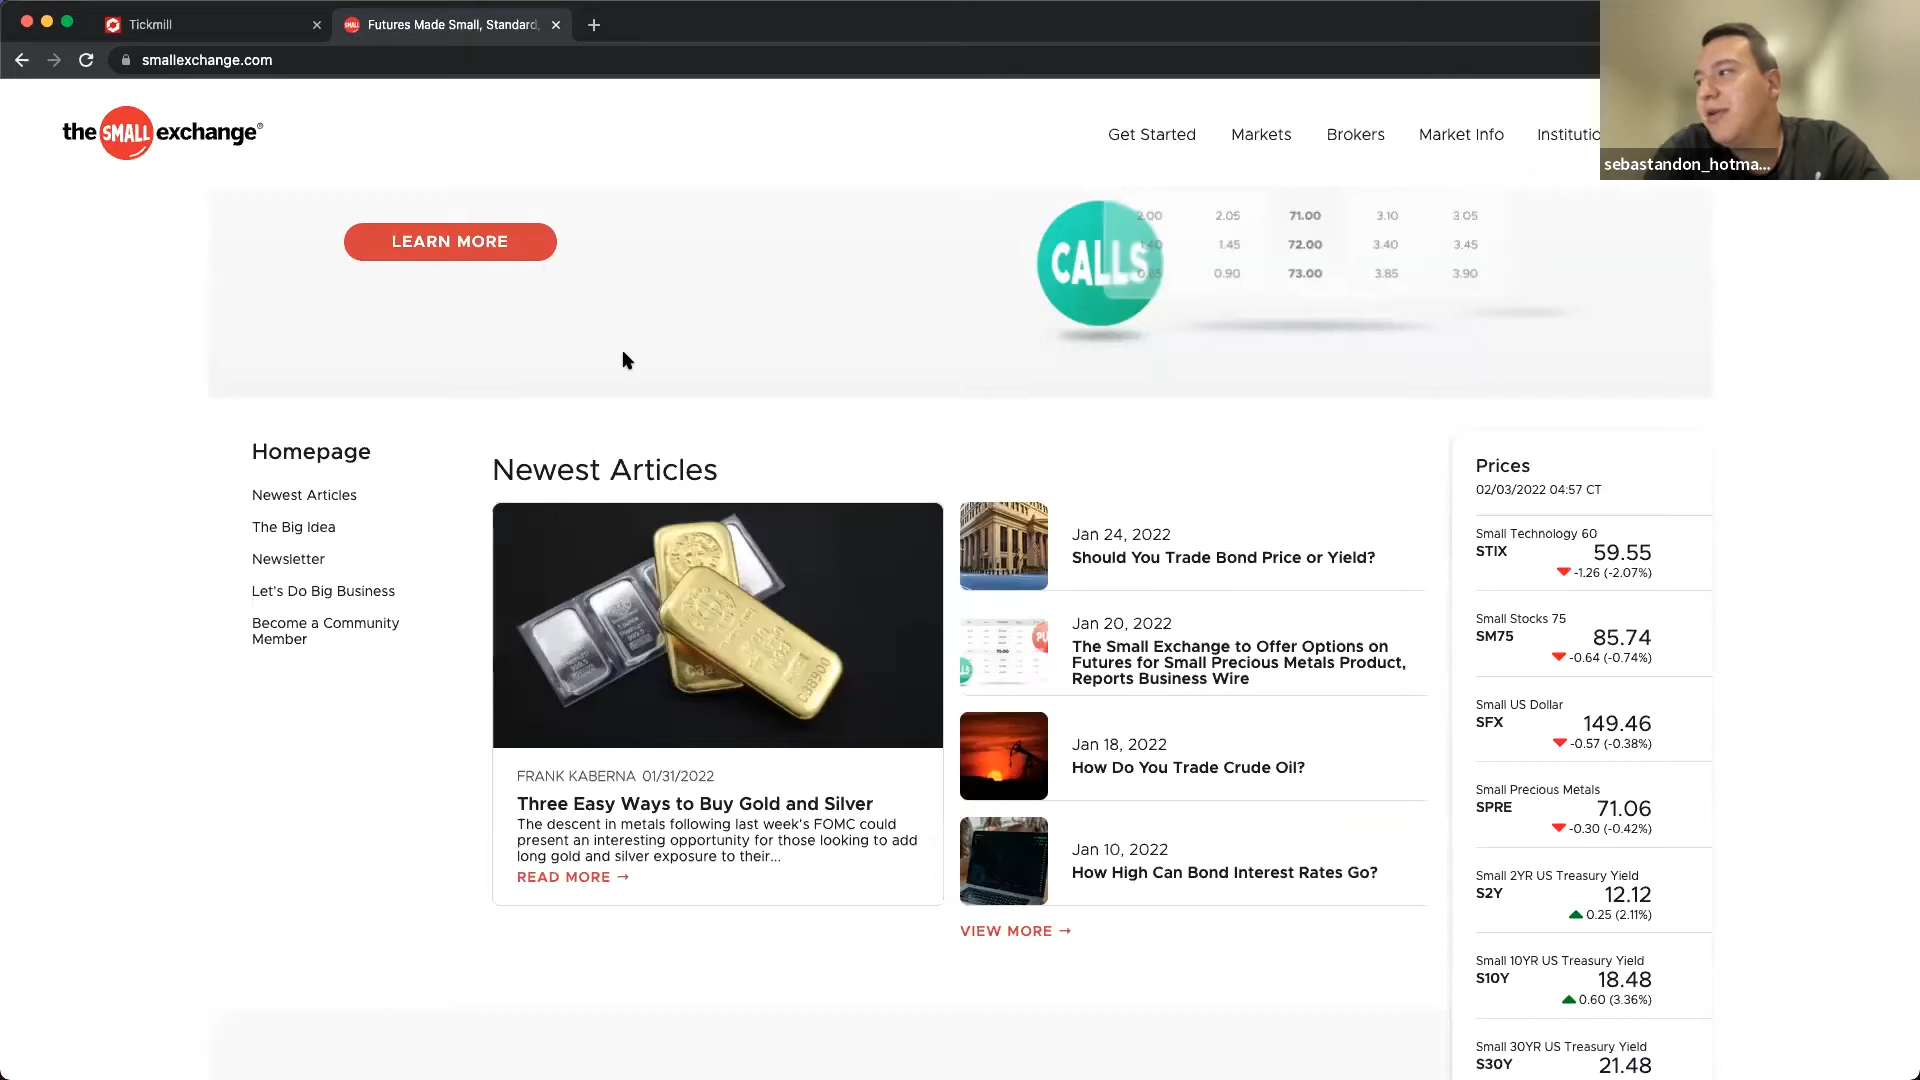 Tickmill
Futures Made Small, Standard,
smallexchange.com
the SMALL exchange®
Get Started
Markets
Brokers
Market Info
Institutio
sebastandon_hotma...
LEARN MORE
CALLS
2.00 2.05 71.00 3.10 3.05
1.40 1.45 72.00 3.40 3.45
0.85 0.90 73.00 3.85 3.90
Homepage
Newest Articles
The Big Idea
Newsletter
Let's Do Big Business
Become a Community
Member
Newest Articles
FRANK KABERNA 01/31/2022
Three Easy Ways to Buy Gold and Silver
The descent in metals following last week's FOMC could
present an interesting opportunity for those looking to add
long gold and silver exposure to their...
READ MORE →
Jan 24, 2022
Should You Trade Bond Price or Yield?
Jan 20, 2022
The Small Exchange to Offer Options on
Futures for Small Precious Metals Product,
Reports Business Wire
Jan 18, 2022
How Do You Trade Crude Oil?
Jan 10, 2022
How High Can Bond Interest Rates Go?
VIEW MORE →
Prices
02/03/2022 04:57 CT
Small Technology 60
STIX 59.55
-1.26 (-2.07%)
Small Stocks 75
SM75 85.74
-0.64 (-0.74%)
Small US Dollar
SFX 149.46
-0.57 (-0.38%)
Small Precious Metals
SPRE 71.06
-0.30 (-0.42%)
Small 2YR US Treasury Yield
S2Y 12.12
0.25 (2.11%)
Small 10YR US Treasury Yield
S10Y 18.48
0.60 (3.36%)
Small 30YR US Treasury Yield
S30Y 21.48